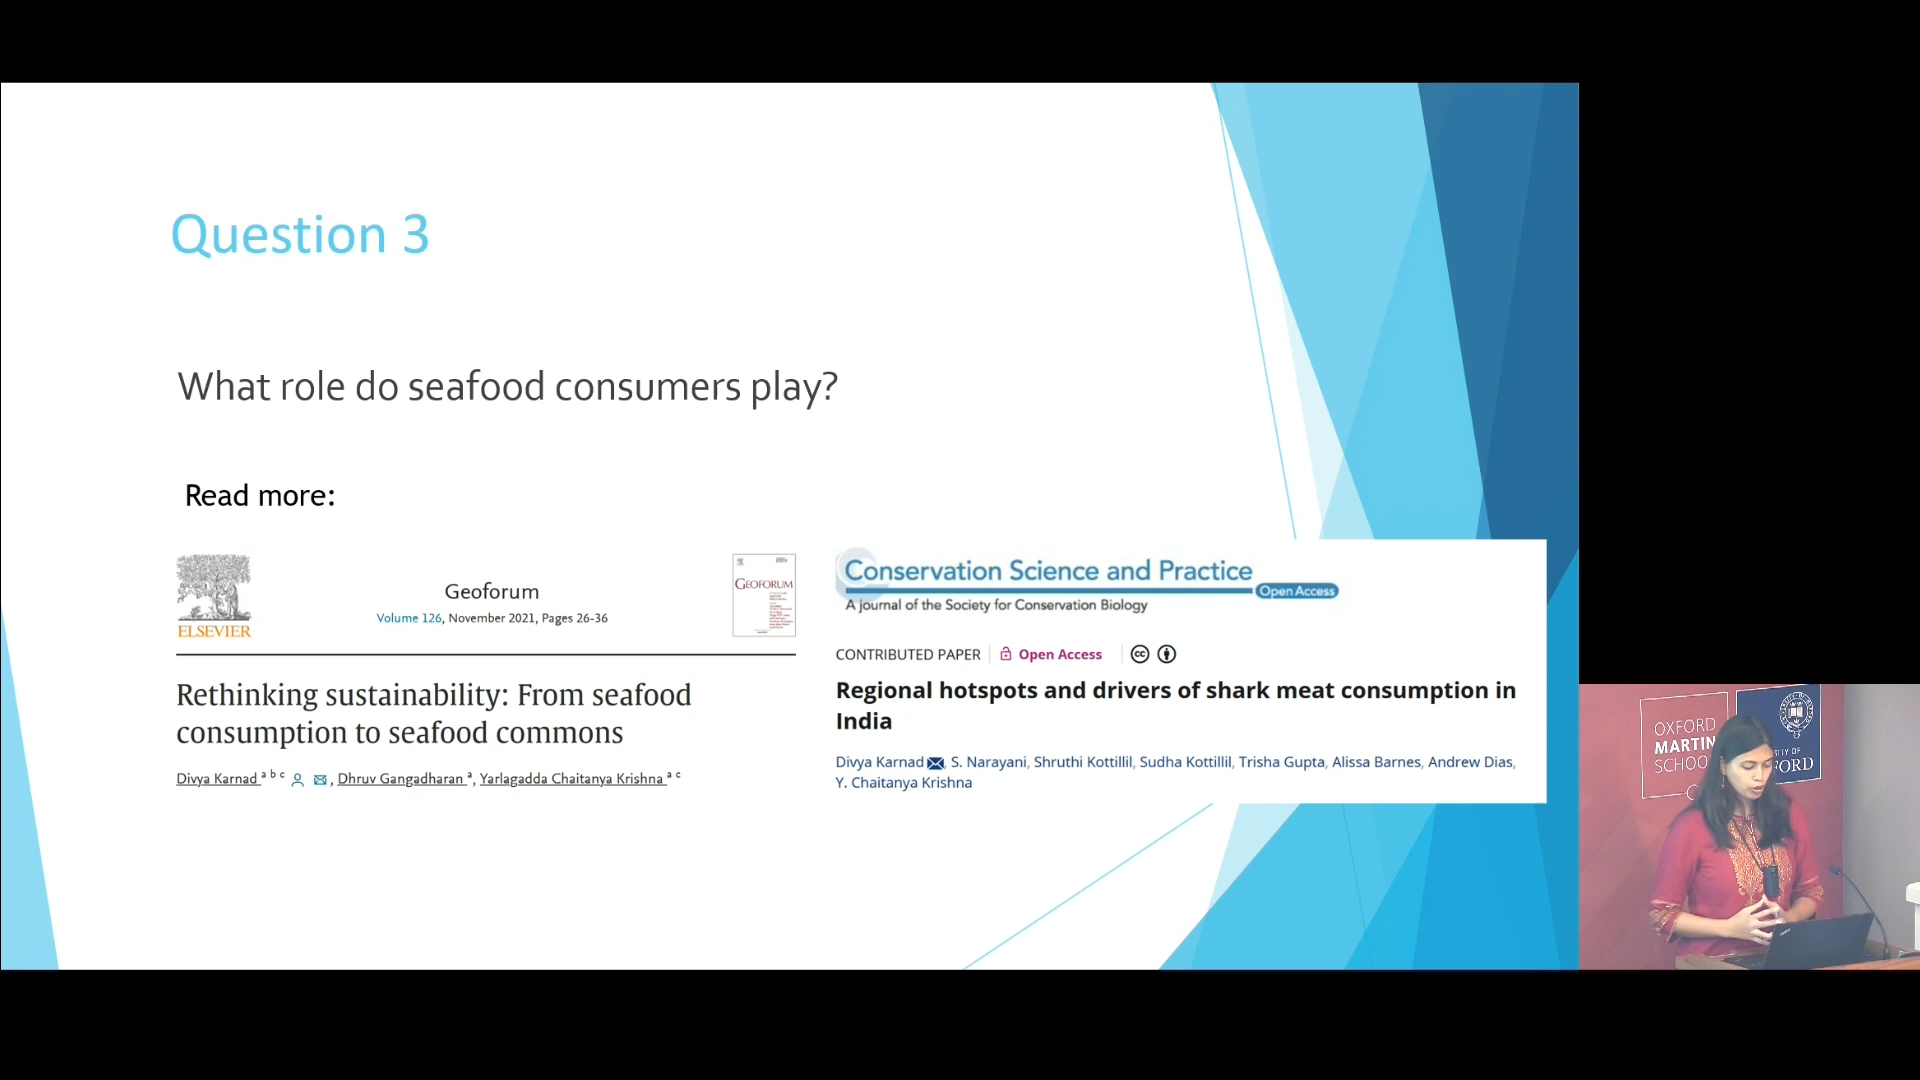 Question 3
What role do seafood consumers play?
Read more:
ELSEVIER
Geoforum
Volume 126, November 2021, Pages 26-36
GEOFORUM
Rethinking sustainability: From seafood
consumption to seafood commons
Divya Karnad a b c, Dhruv Gangadharan a, Yarlagadda Chaitanya Krishna a c
Conservation Science and Practice
Open Access
A journal of the Society for Conservation Biology
CONTRIBUTED PAPER Open Access cc
Regional hotspots and drivers of shark meat consumption in
India
Divya Karnad, S. Narayani, Shruthi Kottillil, Sudha Kottillil, Trisha Gupta, Alissa Barnes, Andrew Dias,
Y. Chaitanya Krishna
OXFORD
MARTIN
SCHOO